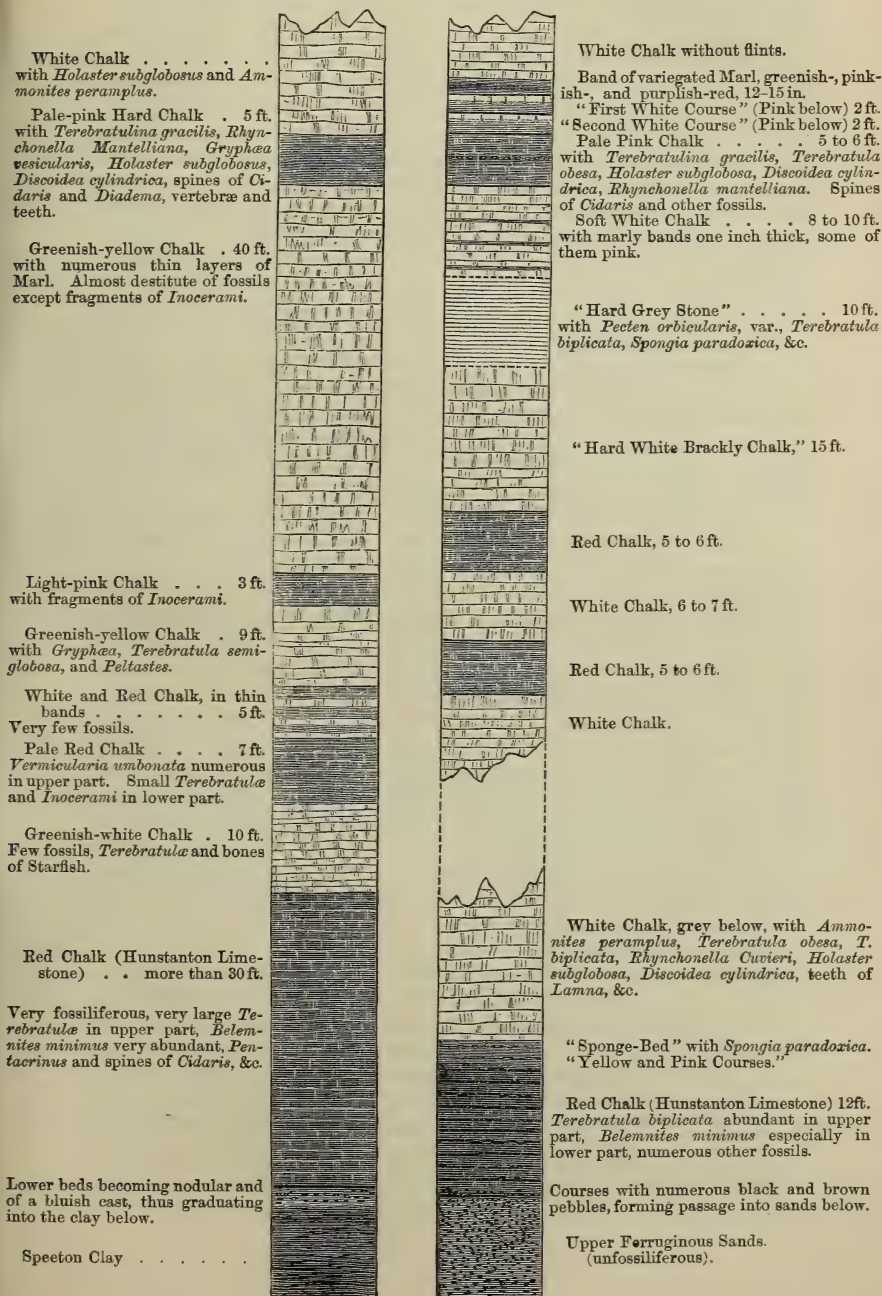 White Chalk . . . . . . .
with Holaster subglobosus and Am-
monites peramplus.
Pale-pink Hard Chalk . 5 ft.
with Terebratulina gracilis, Rhyn-
chonella Mantelliana, Gryphæa
vesicularis, Holaster subglobosus,
Discoidea cylindrica, spines of Ci-
daris and Diadema, vertebræ and
teeth.
Greenish-yellow Chalk . 40 ft.
with numerous thin layers of
Marl. Almost destitute of fossils
except fragments of Inocerami.
Light-pink Chalk . . . 3 ft.
with fragments of Inocerami.
Greenish-yellow Chalk . 9 ft.
with Gryphæa, Terebratula semi-
globosa, and Peltastes.
White and Red Chalk, in thin
bands . . . . . . . 5 ft.
Very few fossils.
Pale Red Chalk . . . . 7 ft.
Vermicularia umbonata numerous
in upper part. Small Terebratulæ
and Inocerami in lower part.
Greenish-white Chalk . 10 ft.
Few fossils, Terebratulæ and bones
of Starfish.
Red Chalk (Hunstanton Lime-
stone) . . more than 30 ft.
Very fossiliferous, very large Te-
rebratulæ in upper part, Belem-
nites minimus very abundant, Pen-
tacrinus and spines of Cidaris, &c.
Lower beds becoming nodular and
of a bluish cast, thus graduating
into the clay below.
Speeton Clay . . . . . .
White Chalk without flints.
Band of variegated Marl, greenish-, pink-
ish-, and purplish-red, 12–15 in.
“First White Course” (Pink below) 2 ft.
“Second White Course” (Pink below) 2 ft.
Pale Pink Chalk . . . . . 5 to 6 ft.
with Terebratulina gracilis, Terebratula
obesa, Holaster subglobosa, Discoidea cylin-
drica, Rhynchonella mantelliana. Spines
of Cidaris and other fossils.
Soft White Chalk . . . . 8 to 10 ft.
with marly bands one inch thick, some of
them pink.
“Hard Grey Stone” . . . . . 10 ft.
with Pecten orbicularis, var., Terebratula
biplicata, Spongia paradoxica, &c.
“Hard White Brackly Chalk,” 15 ft.
Red Chalk, 5 to 6 ft.
White Chalk, 6 to 7 ft.
Red Chalk, 5 to 6 ft.
White Chalk.
White Chalk, grey below, with Ammo-
nites peramplus, Terebratula obesa, T.
biplicata, Rhynchonella Cuvieri, Holaster
subglobosa, Discoidea cylindrica, teeth of
Lamna, &c.
“Sponge-Bed” with Spongia paradoxica.
“Yellow and Pink Courses.”
Red Chalk (Hunstanton Limestone) 12 ft.
Terebratula biplicata abundant in upper
part, Belemnites minimus especially in
lower part, numerous other fossils.
Courses with numerous black and brown
pebbles, forming passage into sands below.
Upper Ferruginous Sands.
(unfossiliferous).